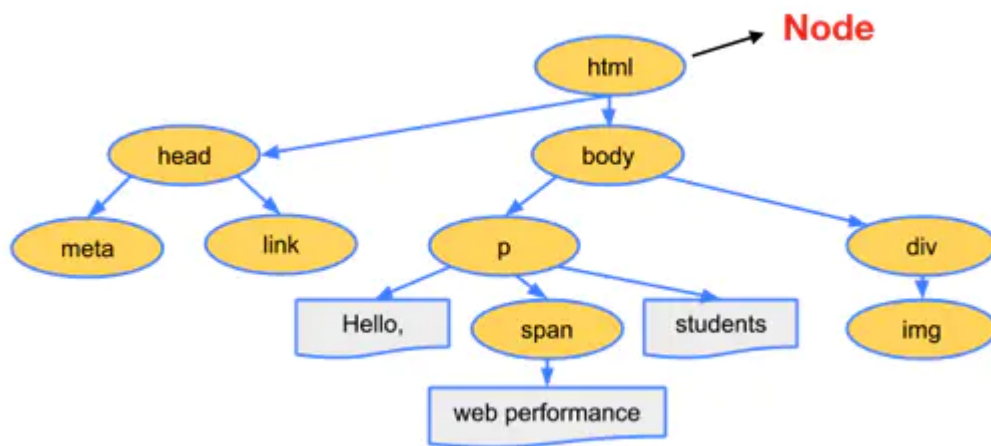 Node
html
head
body
meta
link
p
div
Hello,
span
students
img
web performance